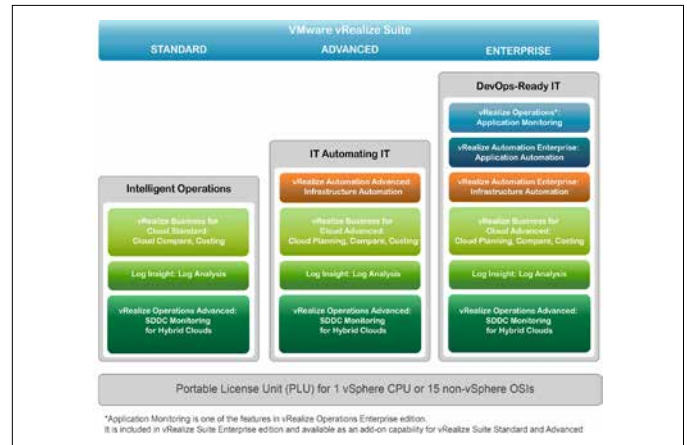 VMware vRealize Suite
STANDARD
ADVANCED
ENTERPRISE
Intelligent Operations
vRealize Business for
Cloud Standard:
Cloud Compare, Costing
Log Insight: Log Analysis
vRealize Operations Advanced:
SDDC Monitoring
for Hybrid Clouds
IT Automating IT
vRealize Automation Advanced:
Infrastructure Automation
vRealize Business for
Cloud Advanced:
Cloud Planning, Compare, Costing
Log Insight: Log Analysis
vRealize Operations Advanced:
SDDC Monitoring
for Hybrid Clouds
DevOps-Ready IT
vRealize Operations*:
Application Monitoring
vRealize Automation Enterprise:
Application Automation
vRealize Automation Enterprise:
Infrastructure Automation
vRealize Business for
Cloud Advanced:
Cloud Planning, Compare, Costing
Log Insight: Log Analysis
vRealize Operations Advanced:
SDDC Monitoring
for Hybrid Clouds
Portable License Unit (PLU) for 1 vSphere CPU or 15 non-vSphere OSIs
*Application Monitoring is one of the features in vRealize Operations Enterprise edition.
It is included in vRealize Suite Enterprise edition and available as an add-on capability for vRealize Suite Standard and Advanced